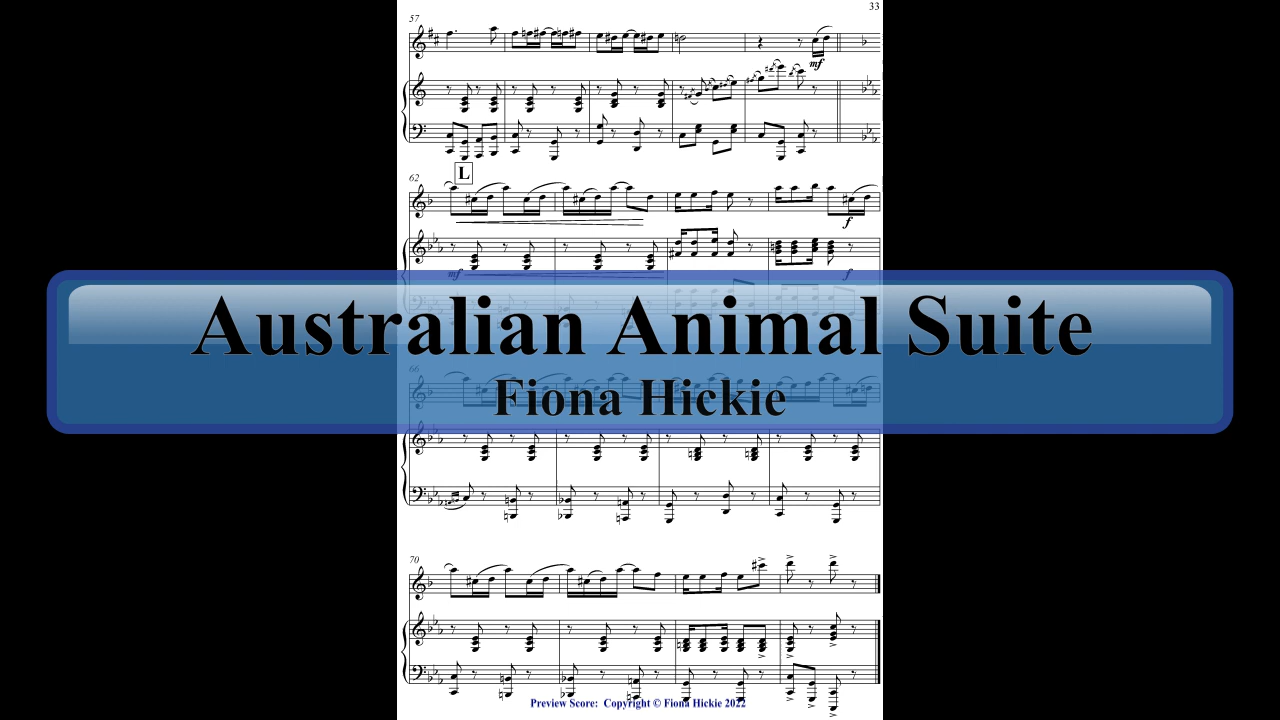 33
57
mf
L
62
f
mf
f
Australian Animal Suite
66
Fiona Hickie
70
Preview Score: Copyright © Fiona Hickie 2022